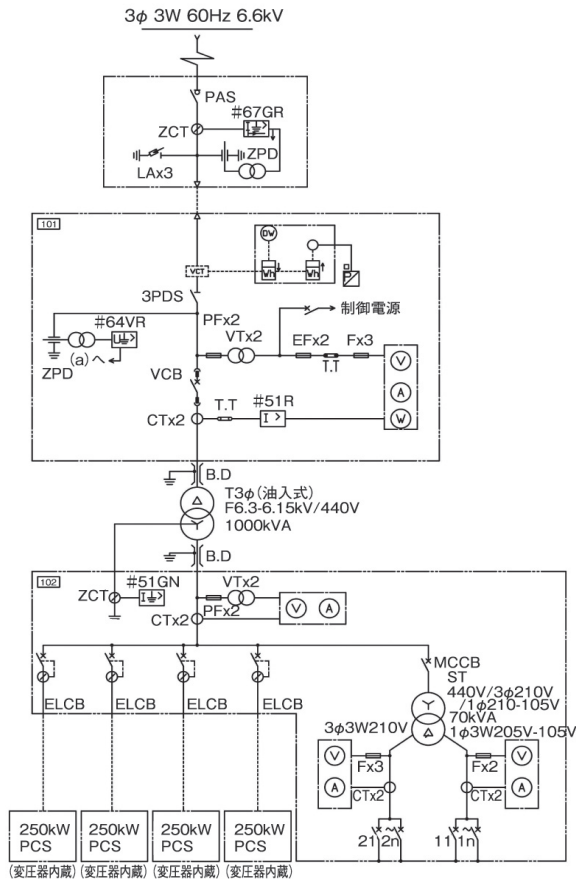 3φ 3W 60Hz 6.6kV
PAS
#67GR
I
ZCT
ZPD
LAx3
101
DW
VCT
Wh
Wh
P
3PDS
制御電源
#64VR
PFx2
VTx2
EFx2
Fx3
U
(a)へ
T.T
V
ZPD
VCB
A
T.T
#51R
CTx2
I >
W
B.D
T3φ(油入式)
F6.3-6.15kV/440V
1000kVA
B.D
102
#51GN
VTx2
ZCT
I
PFx2
CTx2
V
A
MCCB
ST
440V/3φ210V
/1φ210-105V
70kVA
ELCB
ELCB
ELCB
ELCB
3φ3W210V
1φ3W205V-105V
V
Fx3
Fx2
V
A
CTx2
CTx2
A
21
2n
11
1n
250kW
PCS
250kW
PCS
250kW
PCS
250kW
PCS
(変圧器内蔵)
(変圧器内蔵)
(変圧器内蔵)
(変圧器内蔵)